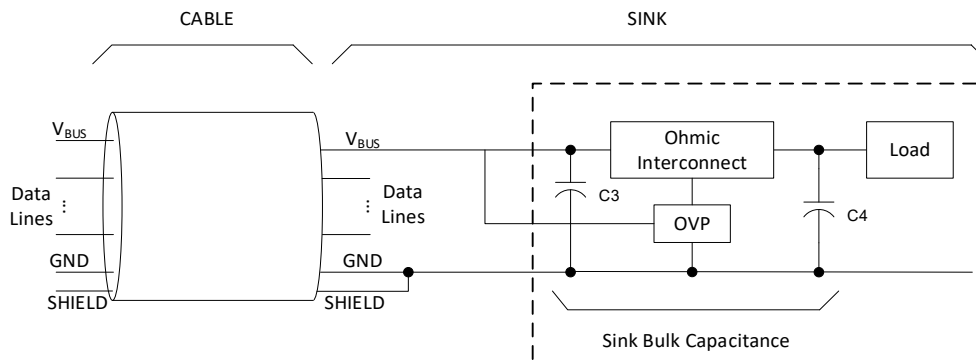 CABLE
SINK
VBUS
Data
Lines
...
GND
SHIELD
VBUS
Data
Lines
...
GND
SHIELD
C3
Ohmic
Interconnect
OVP
C4
Load
Sink Bulk Capacitance